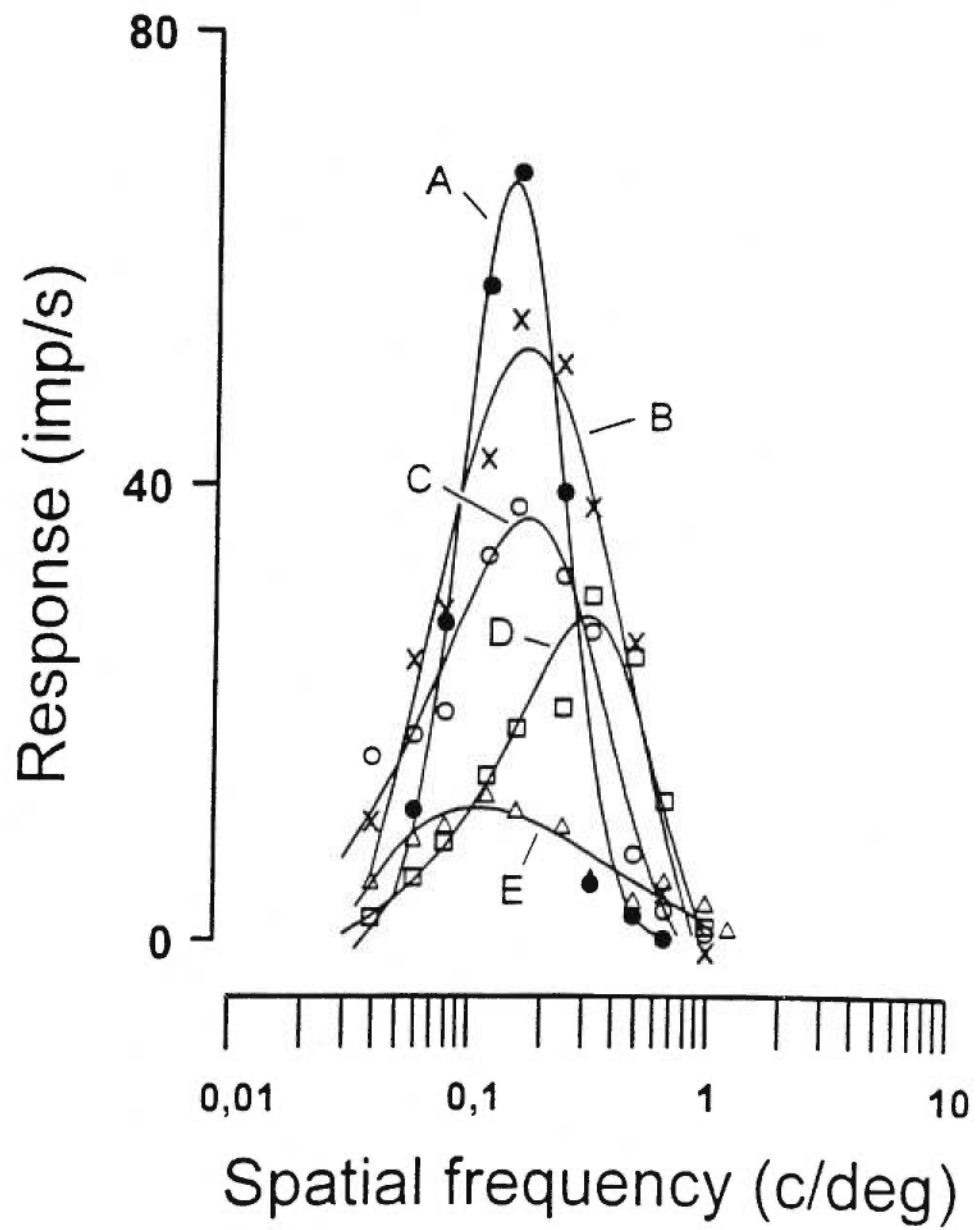 80
A
B
C
40
D
E
0
Response (imp/s)
0,01 0,1 1 10
Spatial frequency (c/deg)